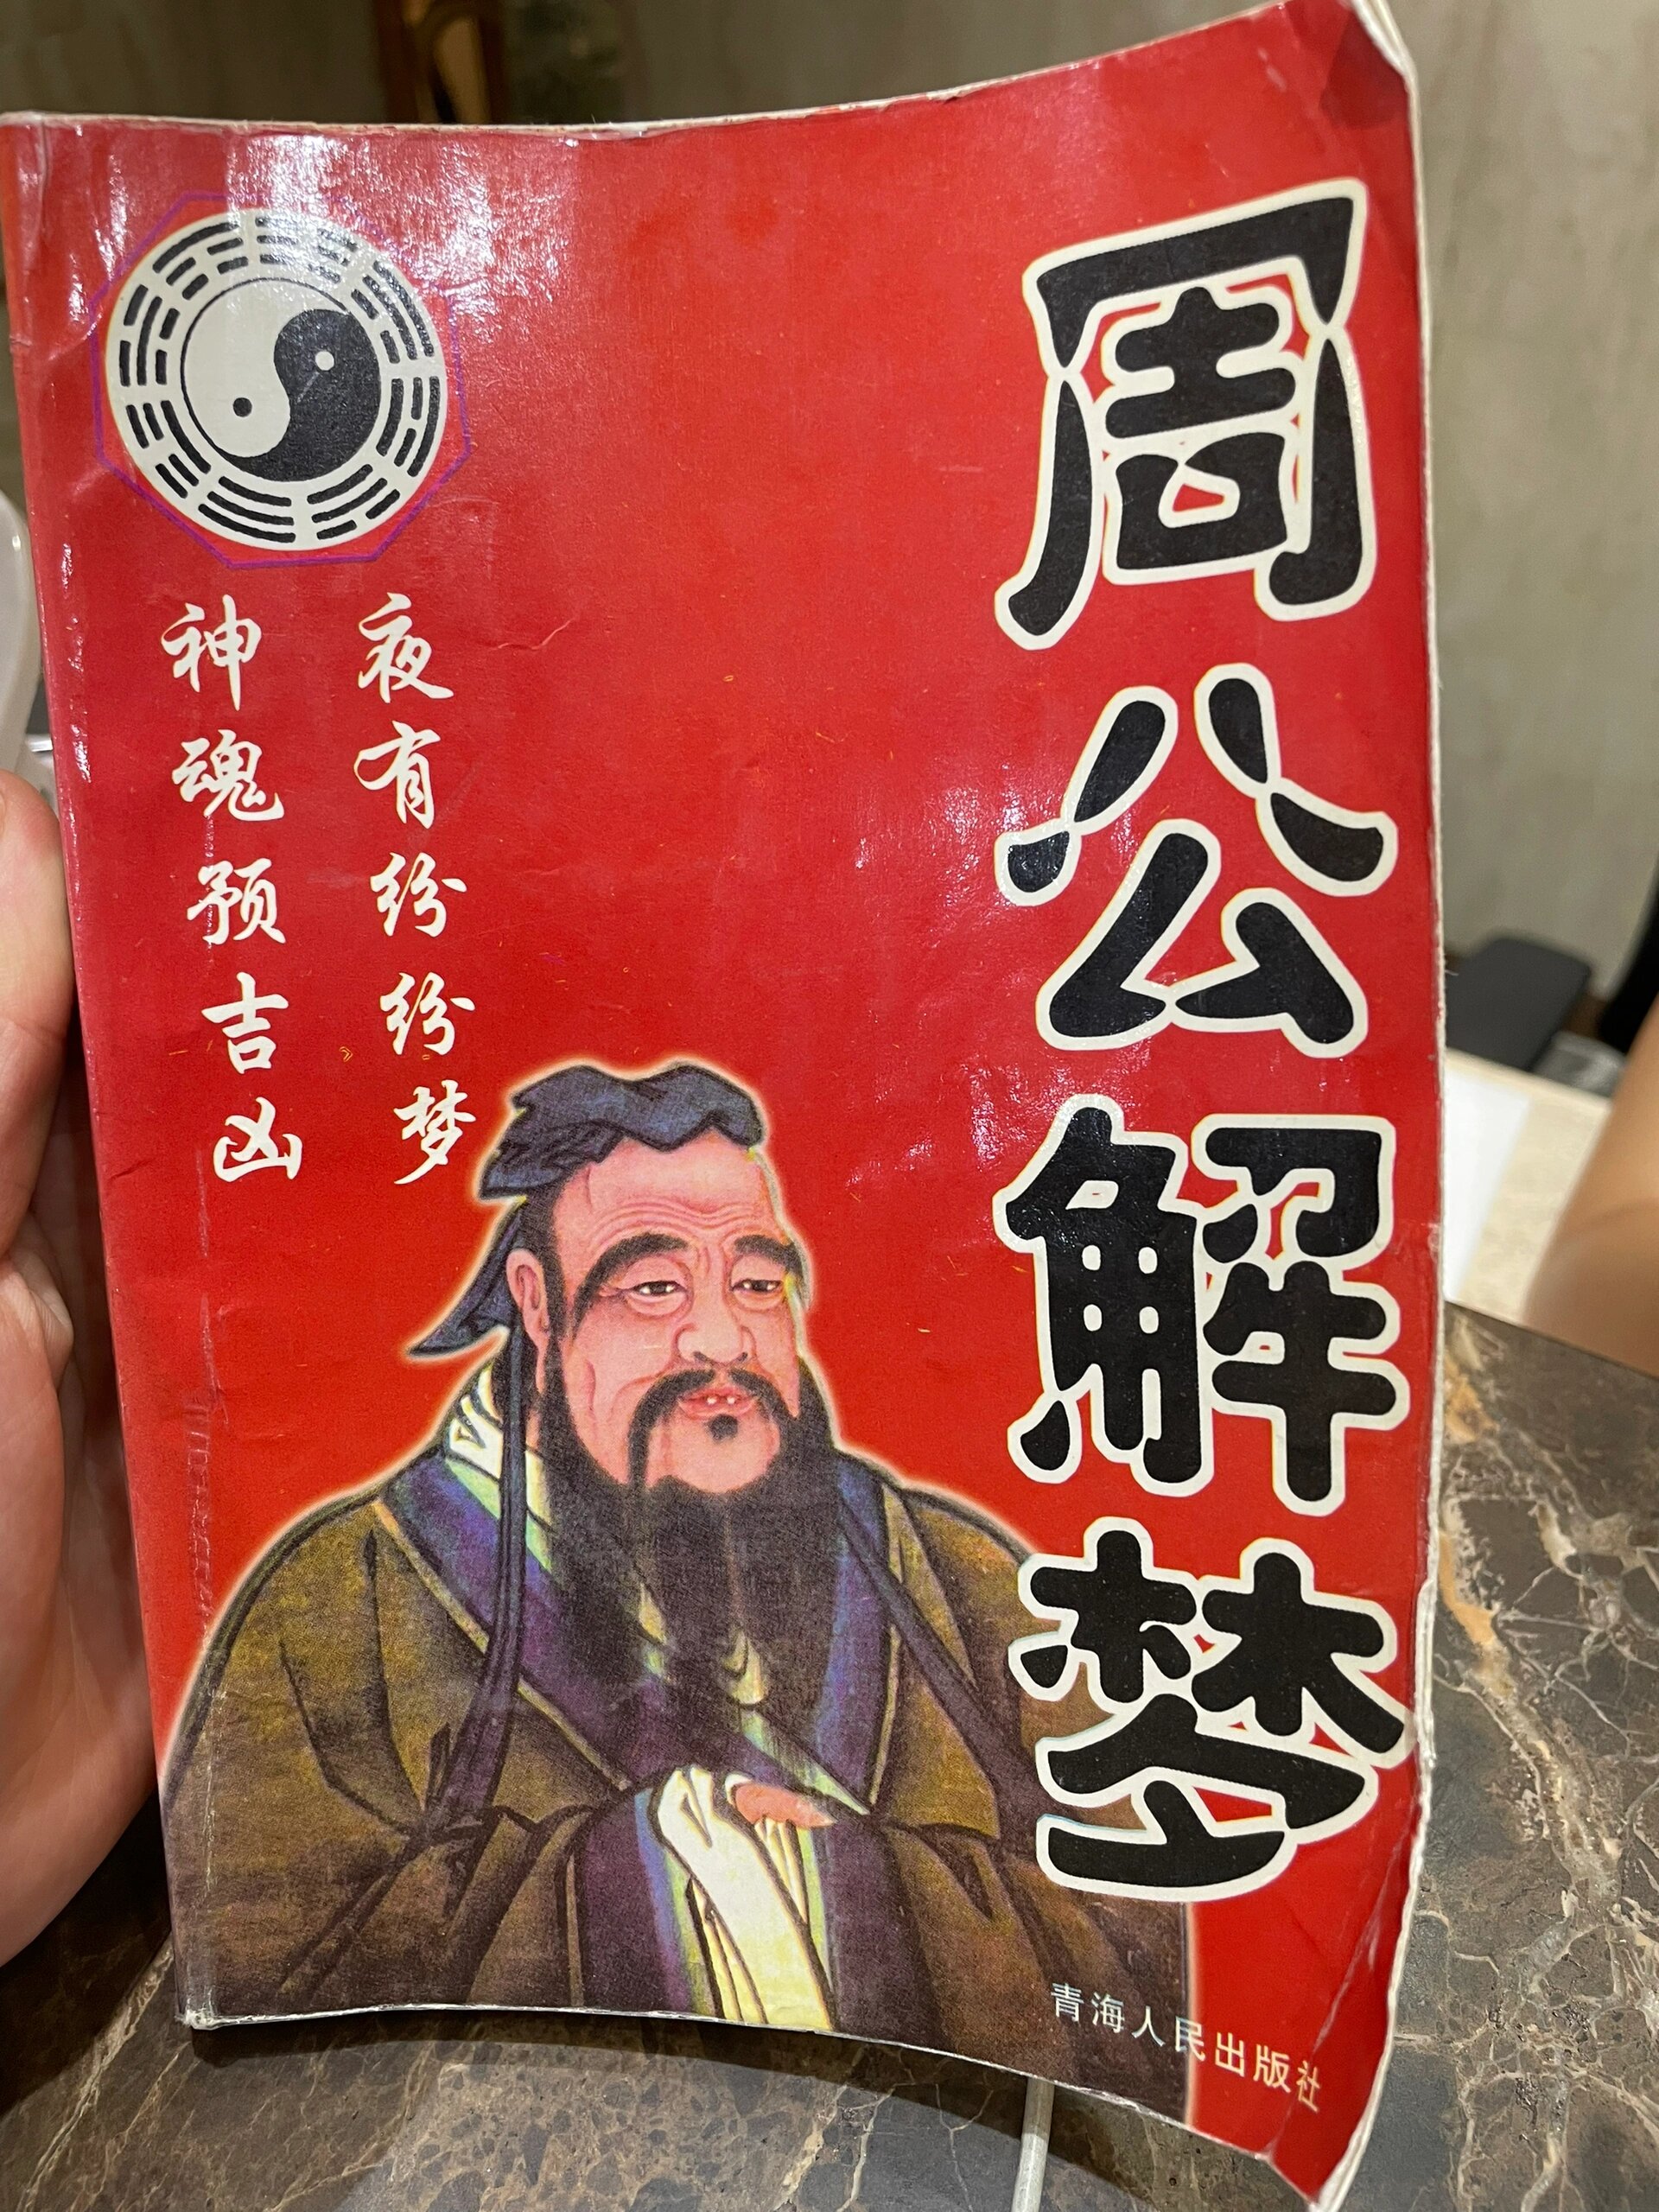 周公解梦
夜有纷纷梦
神魂预吉凶
青海人民出版社